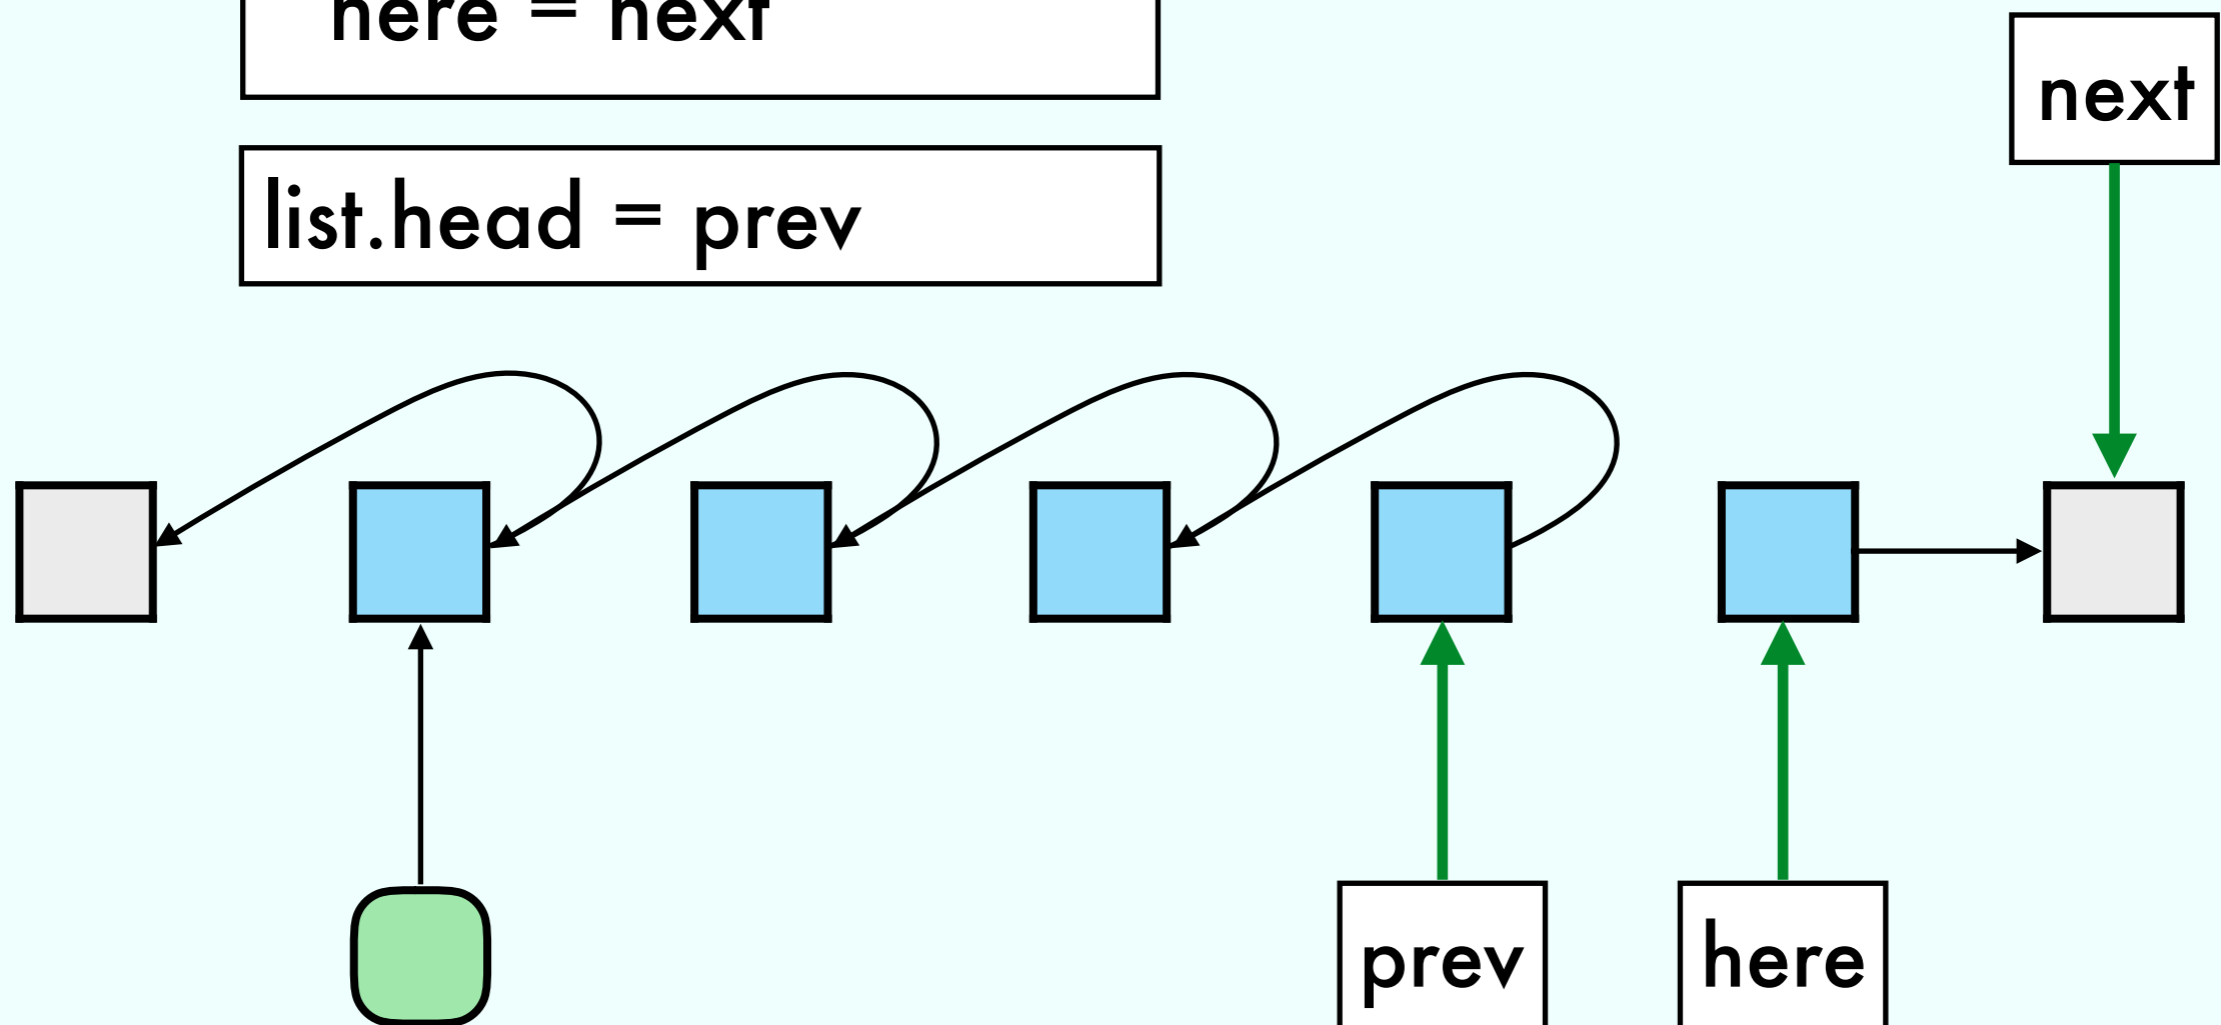 here = next
list.head = prev
next
prev
here